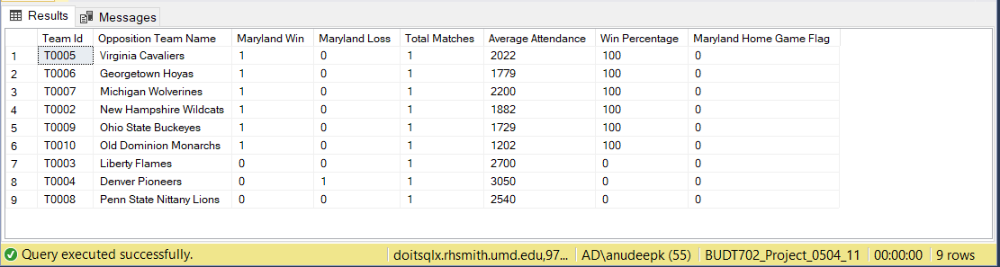 Results Messages
Team Id Opposition Team Name Maryland Win Maryland Loss Total Matches Average Attendance Win Percentage Maryland Home Game Flag
1 T0005 Virginia Cavaliers 1 0 1 2022 100 0
2 T0006 Georgetown Hoyas 1 0 1 1779 100 0
3 T0007 Michigan Wolverines 1 0 1 2200 100 0
4 T0002 New Hampshire Wildcats 1 0 1 1882 100 0
5 T0009 Ohio State Buckeyes 1 0 1 1729 100 0
6 T0010 Old Dominion Monarchs 1 0 1 1202 100 0
7 T0003 Liberty Flames 0 0 1 2700 0 0
8 T0004 Denver Pioneers 0 1 1 3050 0 0
9 T0008 Penn State Nittany Lions 0 0 1 2540 0 0
Query executed successfully. doitsqlx.rhsmith.umd.edu,97... AD\anudeepk (55) BUDT702_Project_0504_11 00:00:00 9 rows